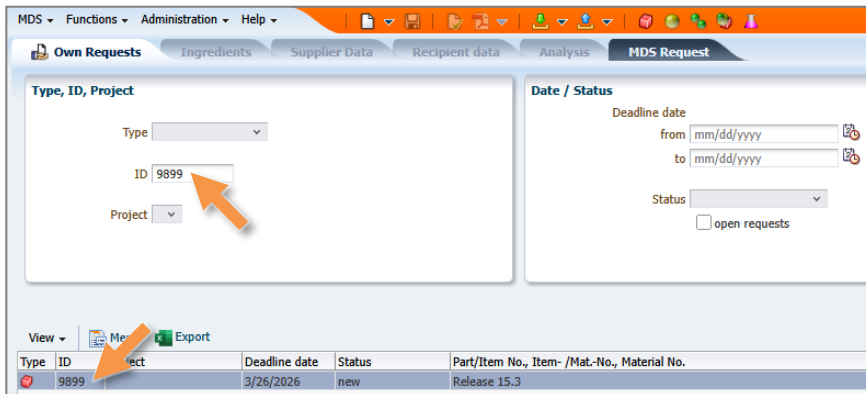 MDS Functions Administration Help
Own Requests Ingredients Supplier Data Recipient data Analysis MDS Request
Type, ID, Project
Type
ID 9899
Project
Date / Status
Deadline date
from mm/dd/yyyy
to mm/dd/yyyy
Status
open requests
View Export
Type ID Deadline date Status Part/Item No., Item- /Mat.-No., Material No.
9899 3/26/2026 new Release 15.3